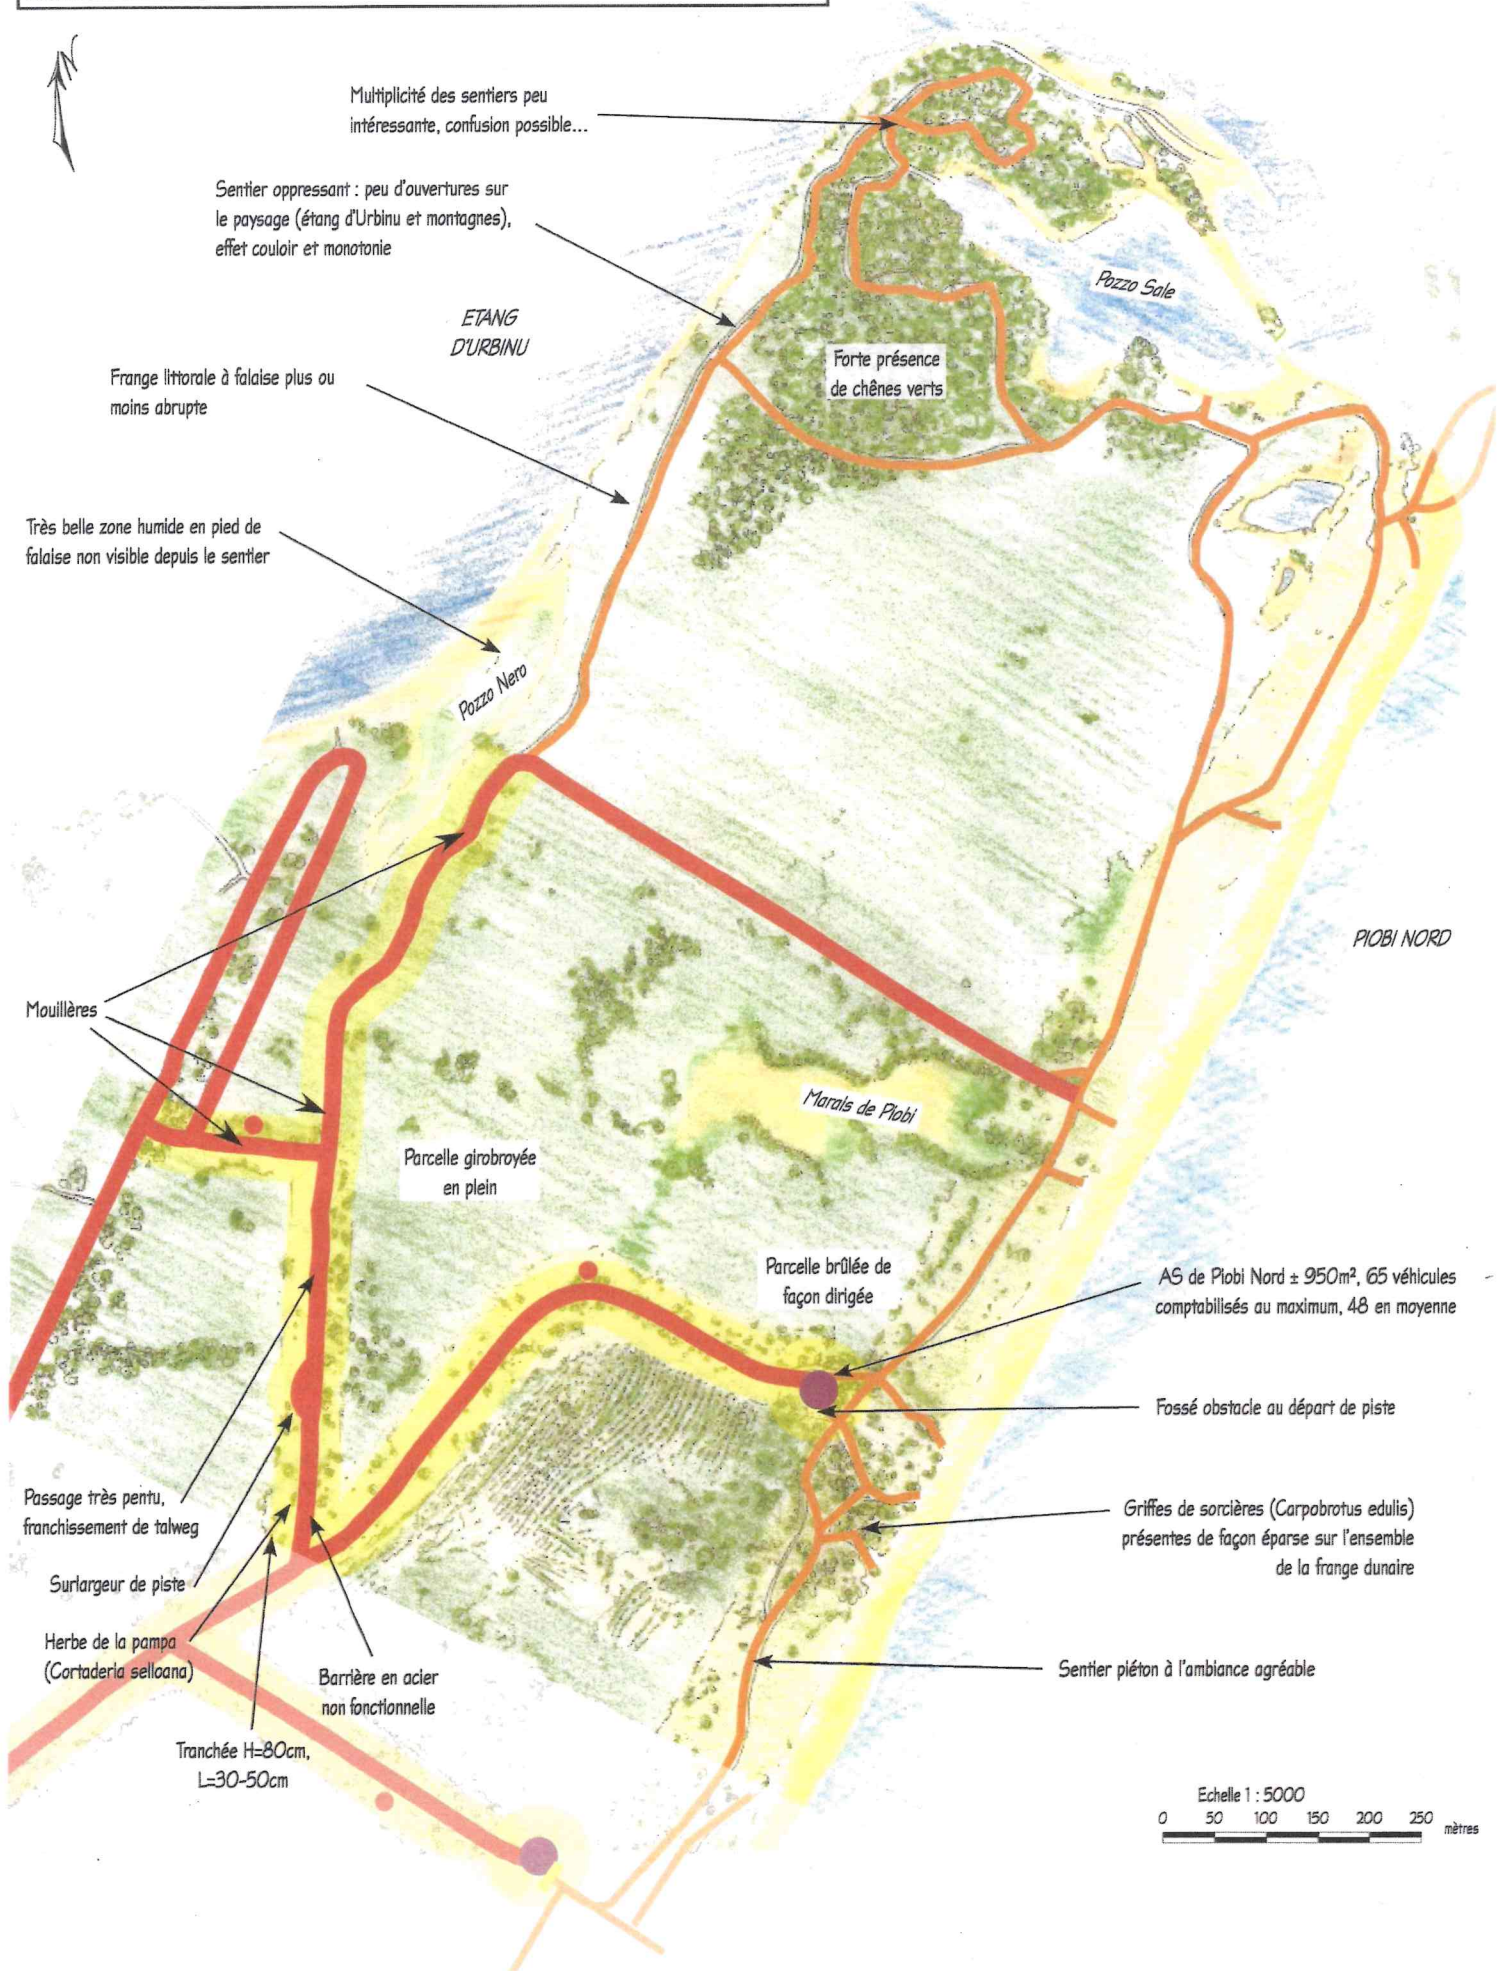 N
Multiplicité des sentiers peu
intéressante, confusion possible...
Sentier oppressant : peu d'ouvertures sur
le paysage (étang d'Urbinu et montagnes),
effet couloir et monotonie
Pozzo Sale
ETANG
D'URBINU
Forte présence
de chênes verts
Frange littorale à falaise plus ou
moins abrupte
Très belle zone humide en pied de
falaise non visible depuis le sentier
Pozzo Nero
PIOBI NORD
Mouillères
Marais de Piobi
Parcelle girobroyée
en plein
Parcelle brûlée de
façon dirigée
AS de Piobi Nord ± 950m², 65 véhicules
comptabilisés au maximum, 48 en moyenne
Fossé obstacle au départ de piste
Passage très pentu,
franchissement de talweg
Griffes de sorcières (Carpobrotus edulis)
présentes de façon éparse sur l'ensemble
de la frange dunaire
Surlargeur de piste
Herbe de la pampa
(Cortaderia selloana)
Barrière en acier
non fonctionnelle
Sentier piéton à l'ambiance agréable
Tranchée H=80cm,
L=30-50cm
Echelle 1 : 5000
0 50 100 150 200 250
mètres